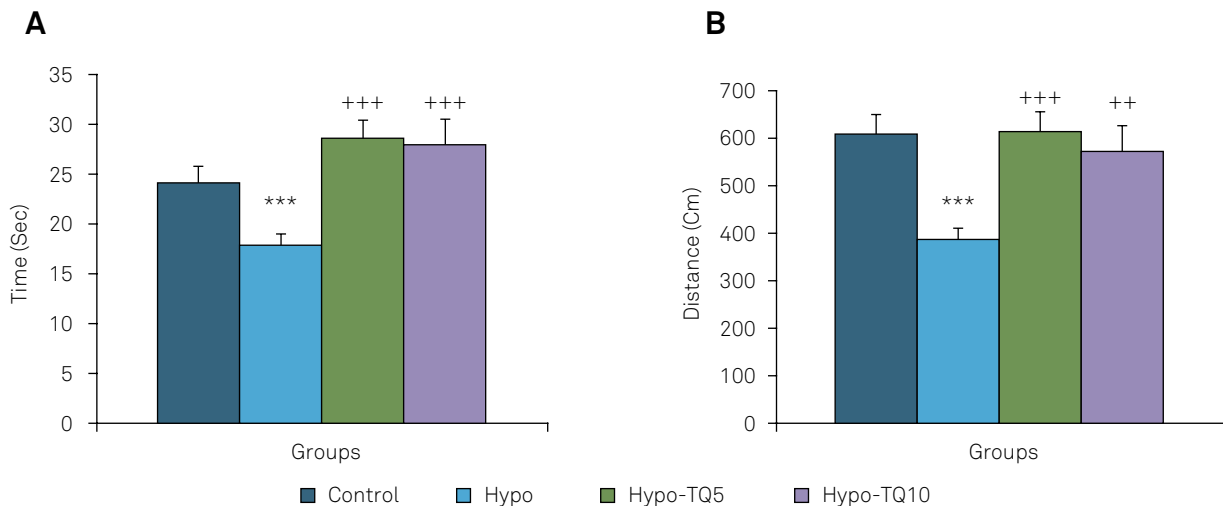 A
Time (Sec)
35
30
25
20
15
10
5
0
***
+++
+++
Groups
B
Distance (Cm)
700
600
500
400
300
200
100
0
***
+++
++
Groups
Control
Hypo
Hypo-TQ5
Hypo-TQ10